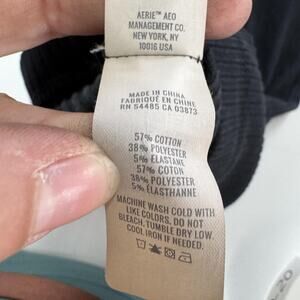 AERIE™ AEO
MANAGEMENT CO.
NEW YORK, NY
10016 USA
MADE IN CHINA
FABRIQUÉ EN CHINE
RN 54485 CA 03873
57% COTTON
38% POLYESTER
5% ELASTANE
57% COTON
38% POLYESTER
5% ÉLASTHANNE
MACHINE WASH COLD WITH
LIKE COLORS. DO NOT
BLEACH. TUMBLE DRY LOW.
COOL IRON IF NEEDED.